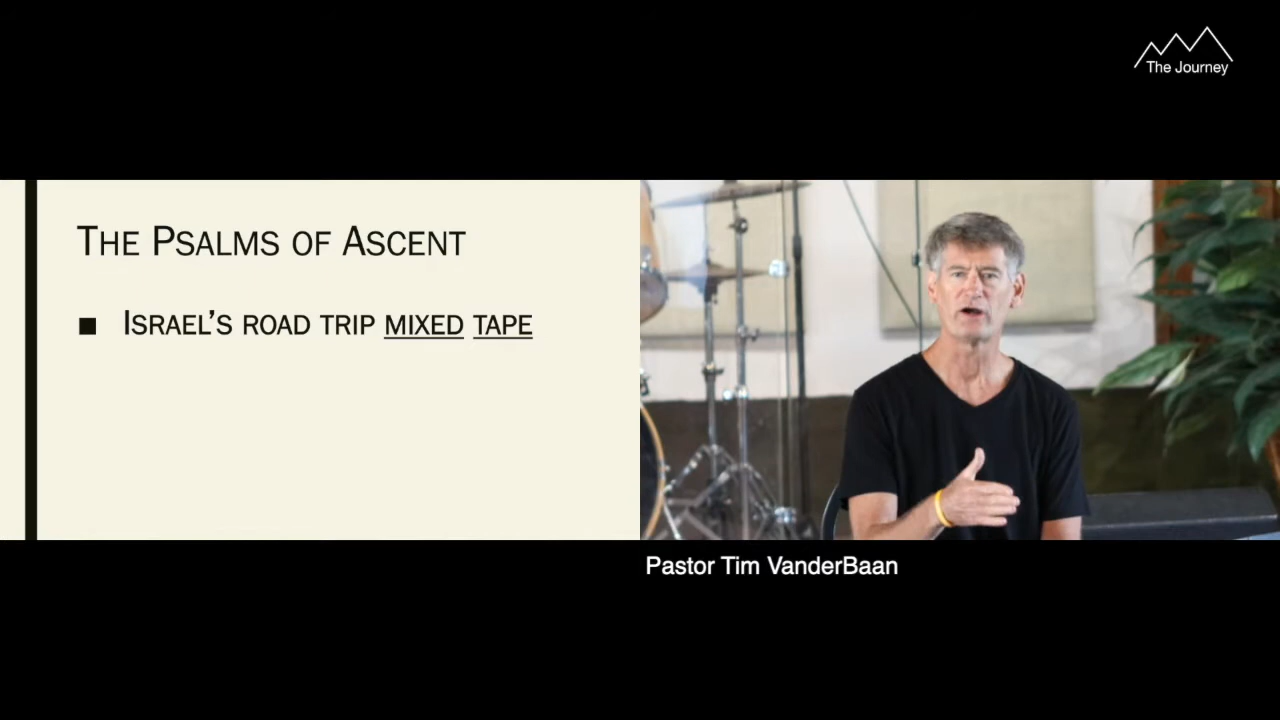 The Journey
THE PSALMS OF ASCENT
■ ISRAEL'S ROAD TRIP MIXED TAPE
Pastor Tim VanderBaan